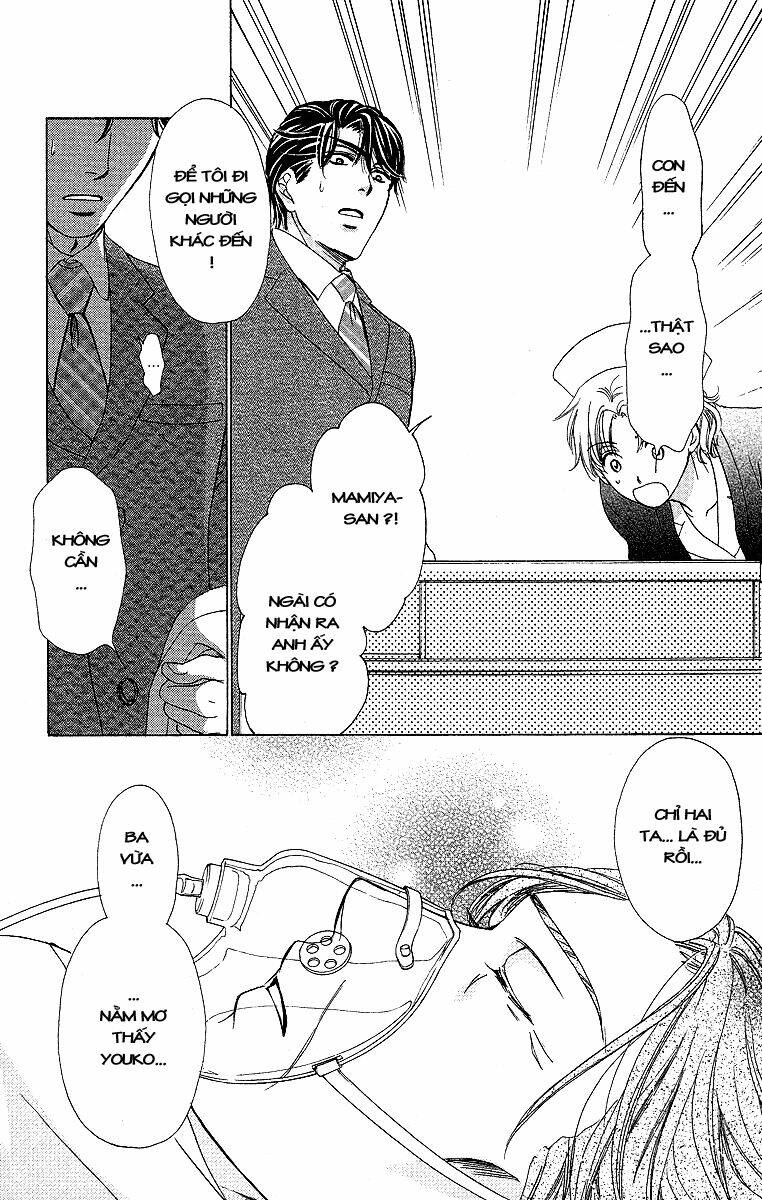 CON
ĐẾN
...
...THẬT
SAO
...
MAMIYA-
SAN ?!
NGÀI CÓ
NHẬN RA
ANH ẤY
KHÔNG ?
ĐỂ TÔI ĐI
GỌI NHỮNG
NGƯỜI
KHÁC ĐẾN
!
...
KHÔNG
CẦN
...
CHỈ HAI
TA... LÀ ĐỦ
RỒI...
BA
VỪA
...
...
NẰM MƠ
THẤY
YOUKO...